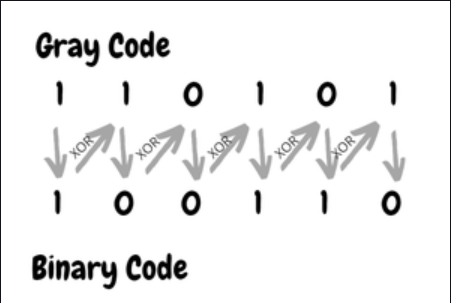 Gray Code
1 1 0 1 0 1
XOR XOR XOR XOR XOR
1 0 0 1 1 0
Binary Code